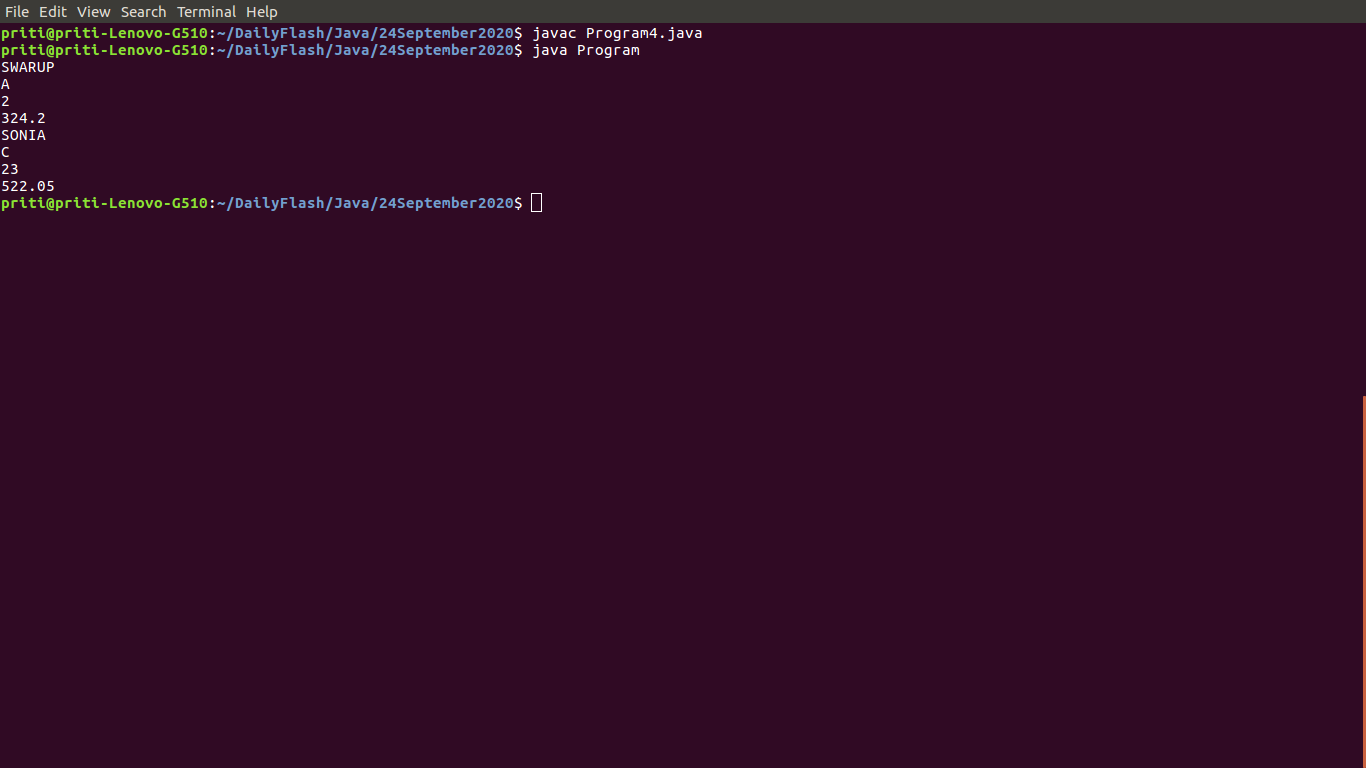 File Edit View Search Terminal Help
priti@priti-Lenovo-G510:~/DailyFlash/Java/24September2020$ javac Program4.java
priti@priti-Lenovo-G510:~/DailyFlash/Java/24September2020$ java Program
SWARUP
A
2
324.2
SONIA
C
23
522.05
priti@priti-Lenovo-G510:~/DailyFlash/Java/24September2020$